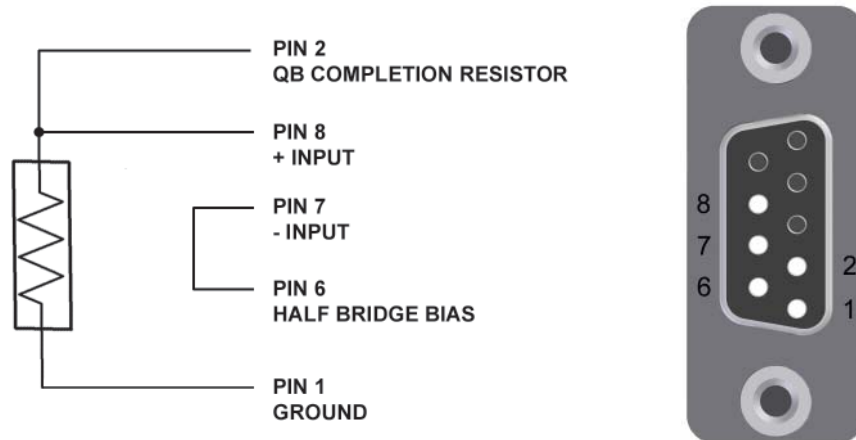 PIN 2
QB COMPLETION RESISTOR
PIN 8
+ INPUT
PIN 7
- INPUT
PIN 6
HALF BRIDGE BIAS
PIN 1
GROUND
8
7
6
2
1